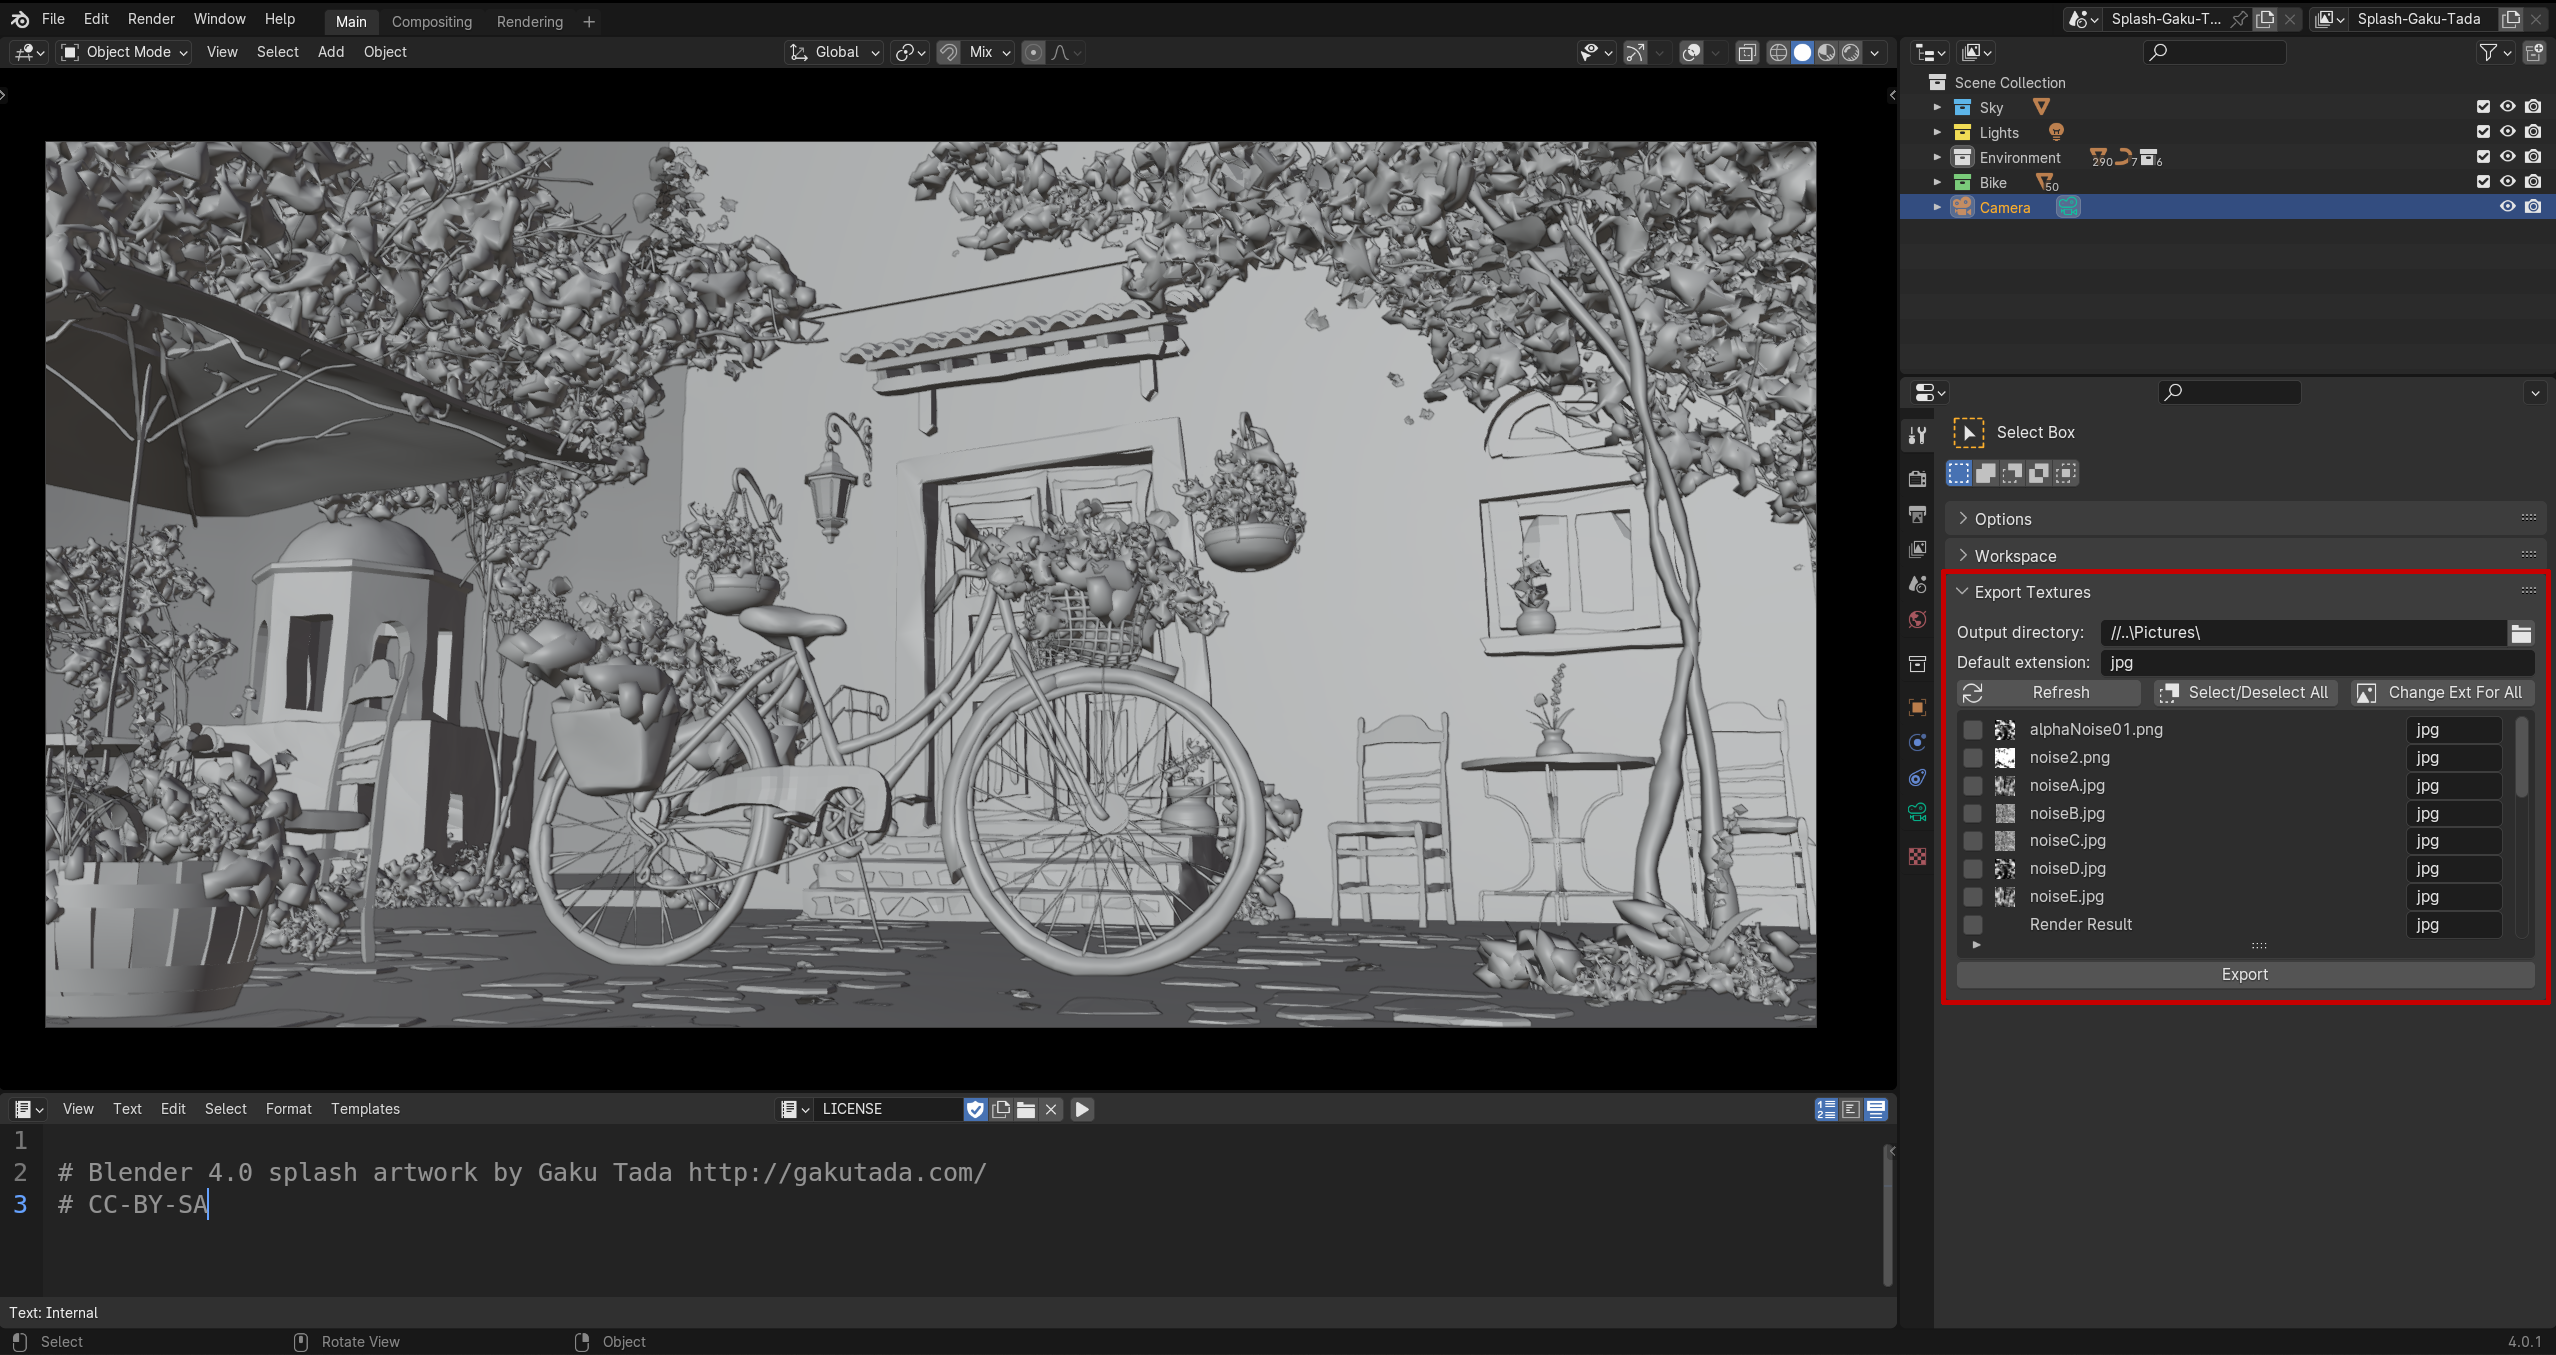 File Edit Render Window Help Main Compositing Rendering + Splash-Gaku-T... Splash-Gaku-Tada
Object Mode View Select Add Object Global Mix
Scene Collection
Sky
Lights
Environment 290 7 6
Bike 50
Camera
Select Box
Options
Workspace
Export Textures
Output directory: //..\Pictures\
Default extension: jpg
Refresh Select/Deselect All Change Ext For All
alphaNoise01.png jpg
noise2.png jpg
noiseA.jpg jpg
noiseB.jpg jpg
noiseC.jpg jpg
noiseD.jpg jpg
noiseE.jpg jpg
Render Result jpg
Export
View Text Edit Select Format Templates LICENSE
1
2 # Blender 4.0 splash artwork by Gaku Tada http://gakutada.com/
3 # CC-BY-SA
Text: Internal
Select Rotate View Object 4.0.1